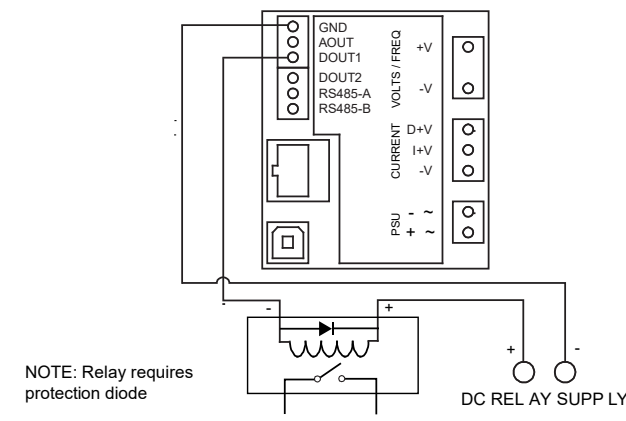 GND
AOUT
DOUT1
DOUT2
RS485-A
RS485-B
VOLTS / FREQ
+V
-V
CURRENT
D+V
I+V
-V
PSU
- ~
+ ~
-
-
+
+
-
NOTE: Relay requires
protection diode
DC REL AY SUPP LY